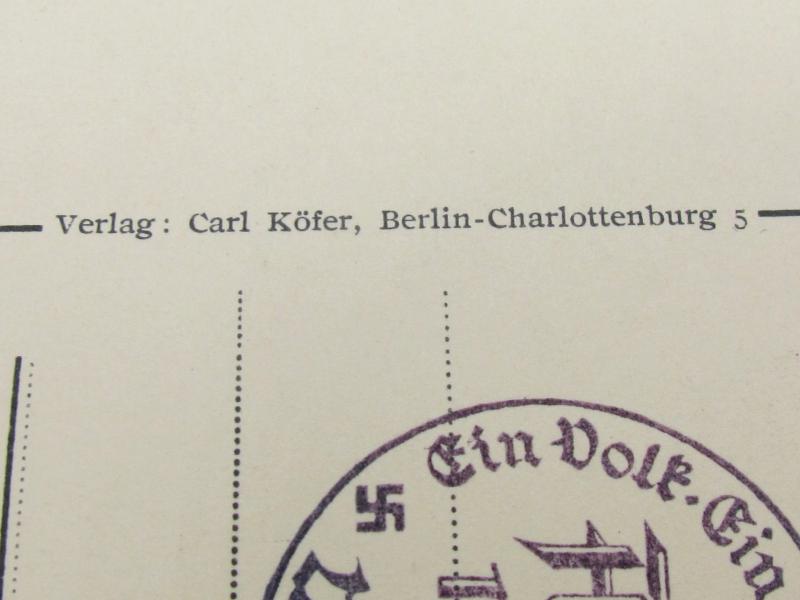 Verlag: Carl Köfer, Berlin-Charlottenburg 5
Ein Volk. Ein